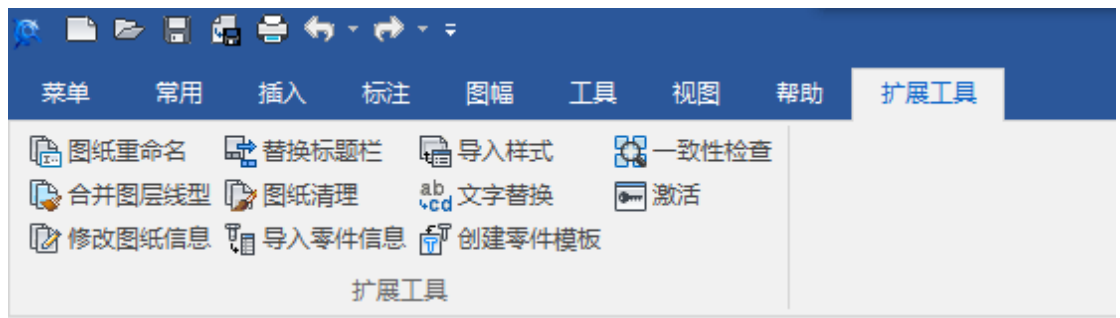 菜单 常用 插入 标注 图幅 工具 视图 帮助 扩展工具
图纸重命名 替换标题栏 导入样式 一致性检查
合并图层线型 图纸清理 文字替换 激活
修改图纸信息 导入零件信息 创建零件模板
扩展工具